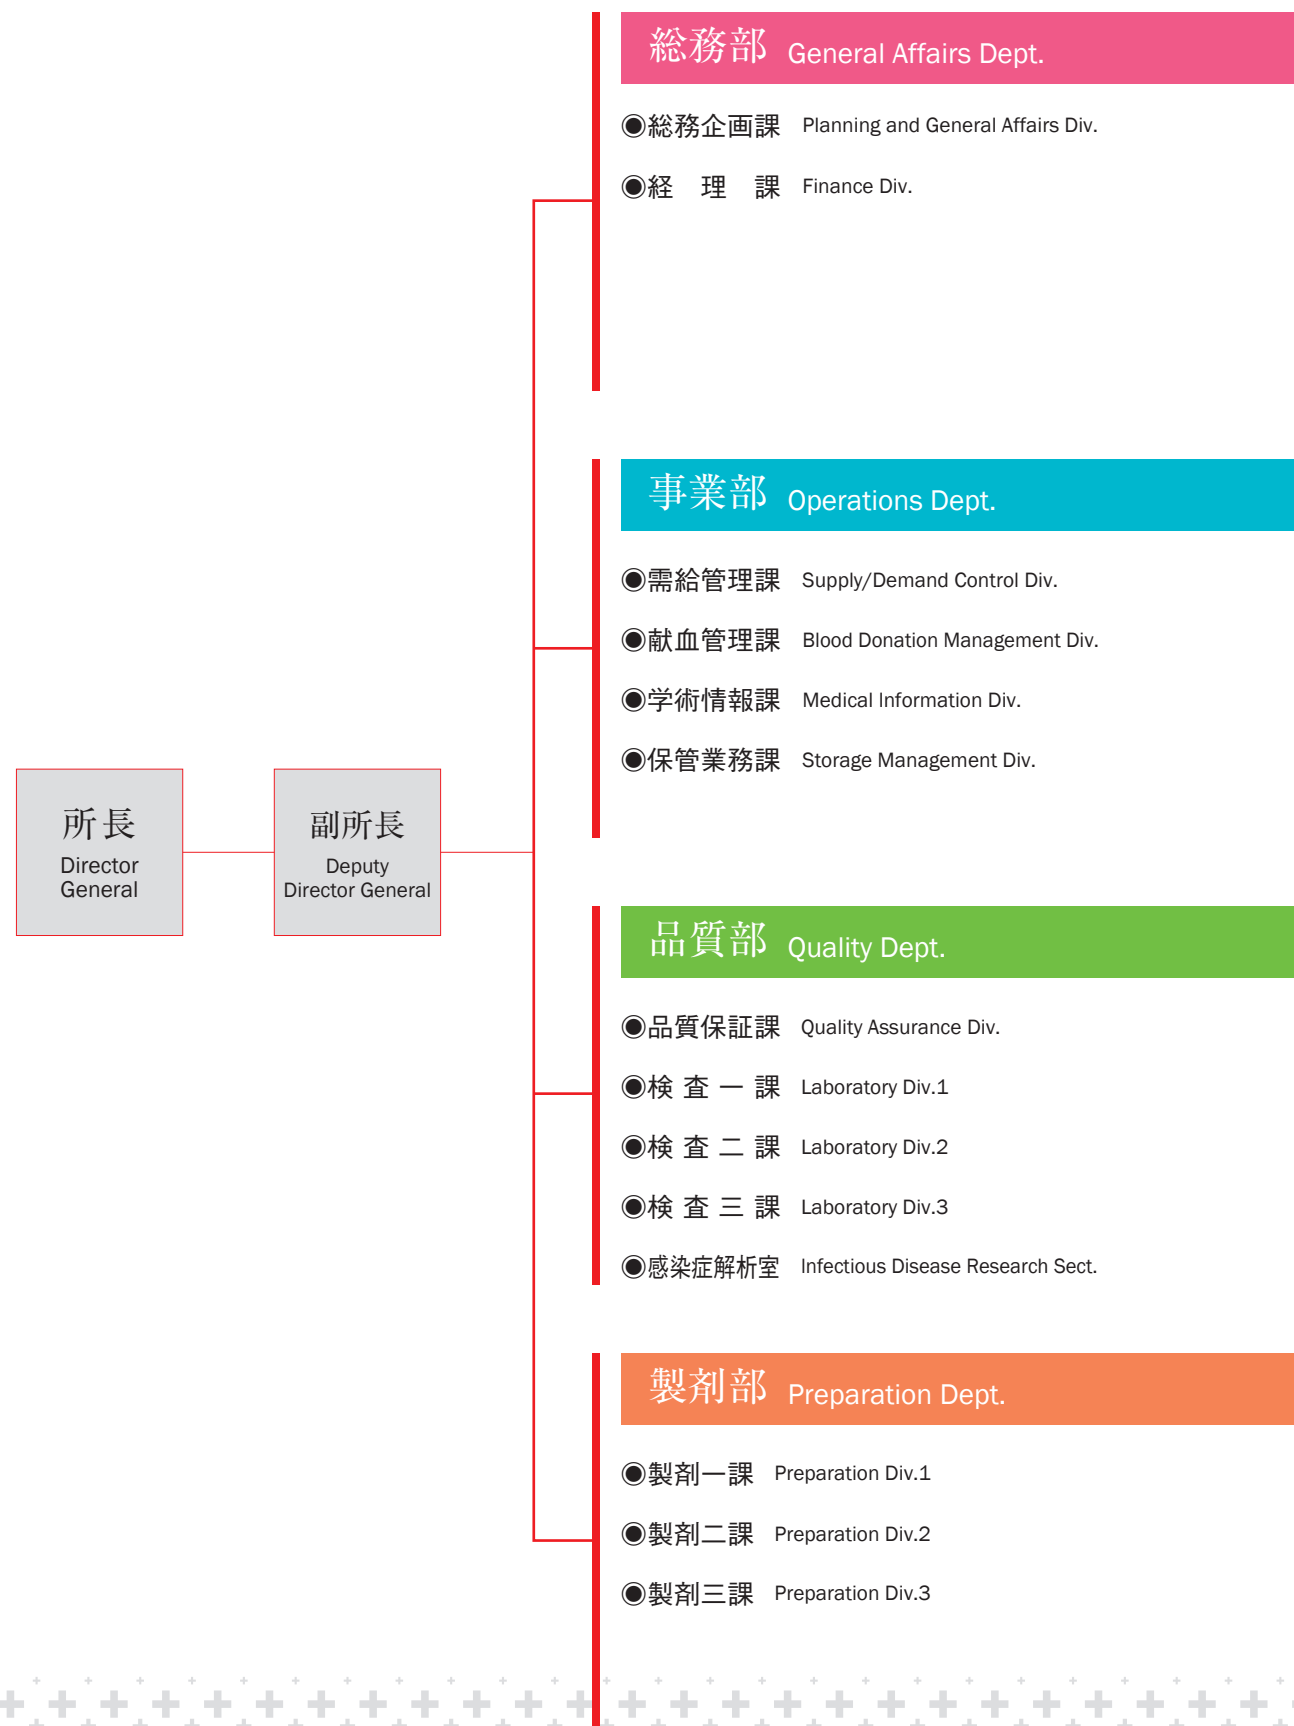 総務部 General Affairs Dept.
◉総務企画課 Planning and General Affairs Div.
◉経 理 課 Finance Div.
事業部 Operations Dept.
◉需給管理課 Supply/Demand Control Div.
◉献血管理課 Blood Donation Management Div.
◉学術情報課 Medical Information Div.
◉保管業務課 Storage Management Div.
所長
Director
General
副所長
Deputy
Director General
品質部 Quality Dept.
◉品質保証課 Quality Assurance Div.
◉検 査 一 課 Laboratory Div.1
◉検 査 二 課 Laboratory Div.2
◉検 査 三 課 Laboratory Div.3
◉感染症解析室 Infectious Disease Research Sect.
製剤部 Preparation Dept.
◉製剤一課 Preparation Div.1
◉製剤二課 Preparation Div.2
◉製剤三課 Preparation Div.3